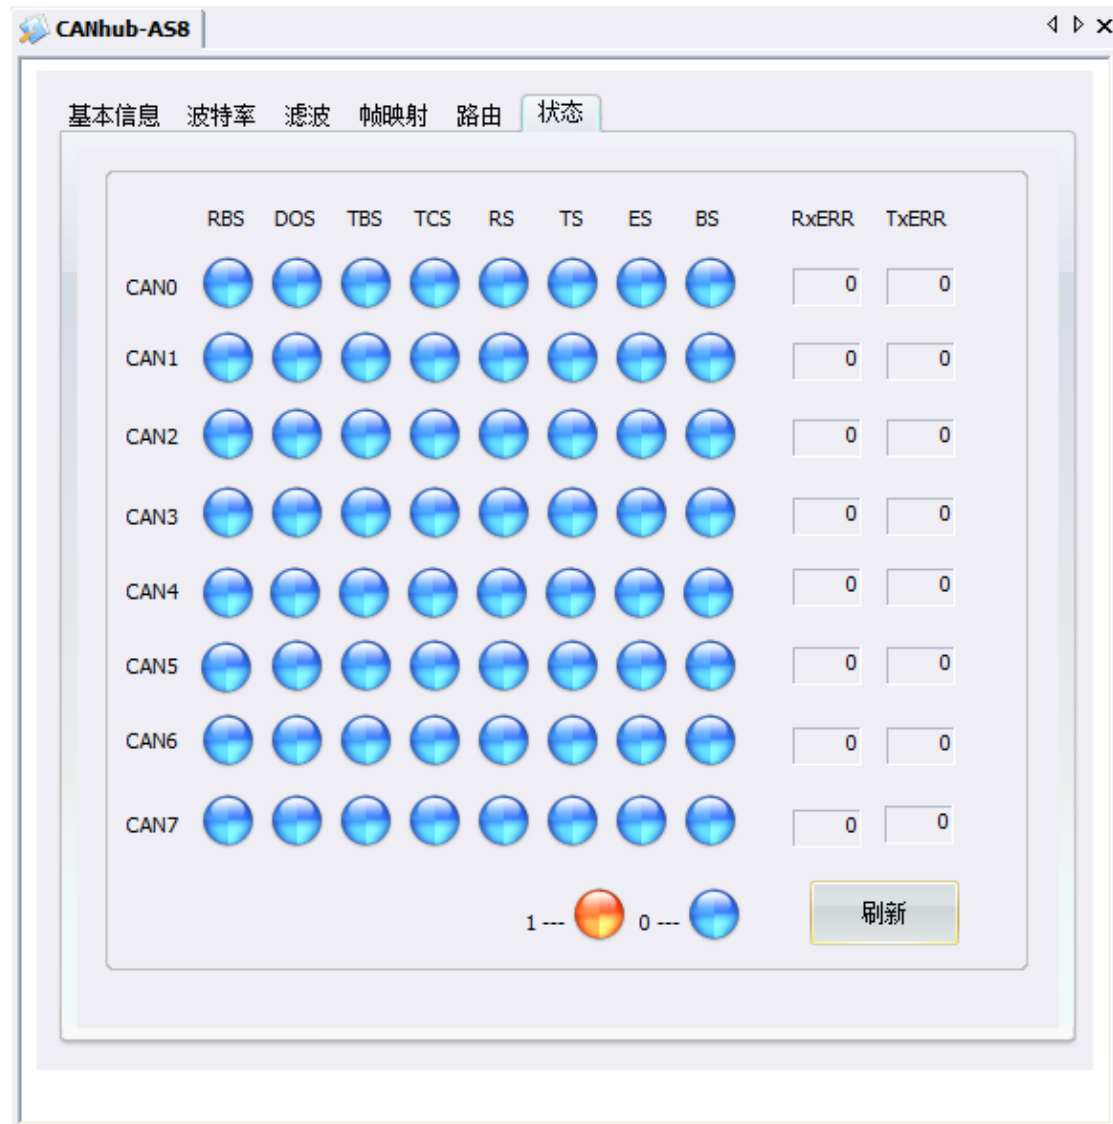 CANhub-AS8
基本信息 波特率 滤波 帧映射 路由 状态
RBS DOS TBS TCS RS TS ES BS RxERR TxERR
CAN0 0 0
CAN1 0 0
CAN2 0 0
CAN3 0 0
CAN4 0 0
CAN5 0 0
CAN6 0 0
CAN7 0 0
1 --- 0 --- 刷新